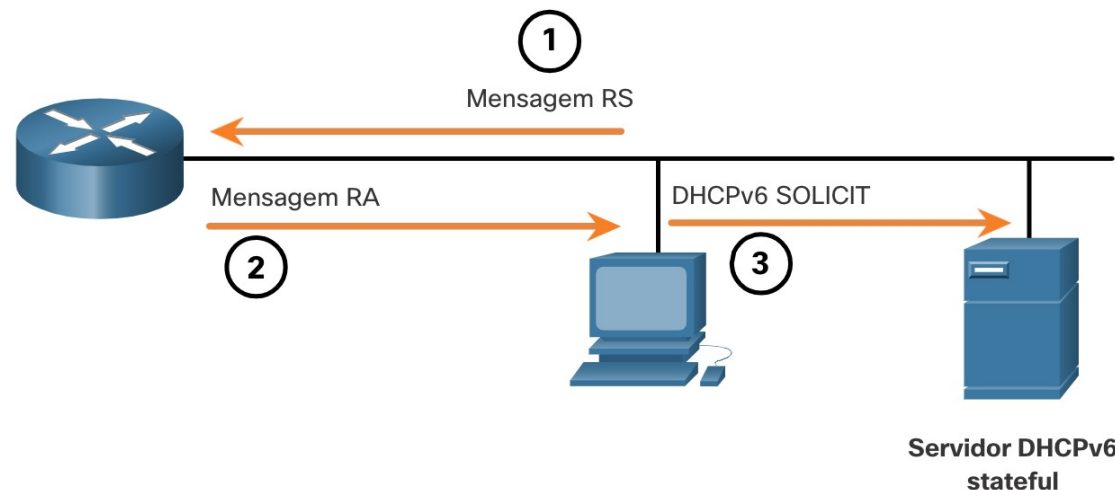 1
Mensagem RS
Mensagem RA
DHCPv6 SOLICIT
2
3
Servidor DHCPv6
stateful